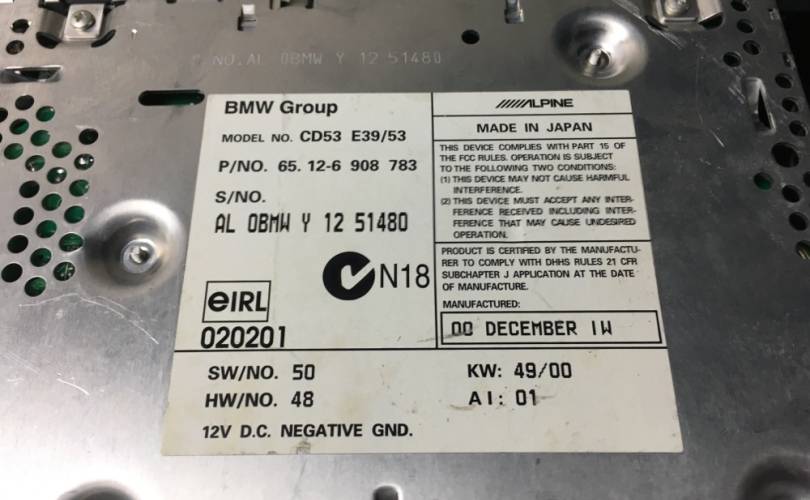 P NO. AL 0BMW Y 12 51480
BMW Group
MODEL NO. CD53 E39/53
P/NO. 65. 12-6 908 783
S/NO.
AL 0BMW Y 12 51480
N18
eIRL
020201
ALPINE
MADE IN JAPAN
THIS DEVICE COMPLIES WITH PART 15 OF
THE FCC RULES. OPERATION IS SUBJECT
TO THE FOLLOWING TWO CONDITIONS:
(1) THIS DEVICE MAY NOT CAUSE HARMFUL
INTERFERENCE.
(2) THIS DEVICE MUST ACCEPT ANY INTER-
FERENCE RECEIVED INCLUDING INTER-
FERENCE THAT MAY CAUSE UNDESIRED
OPERATION.
PRODUCT IS CERTIFIED BY THE MANUFACTU-
RER TO COMPLY WITH DHHS RULES 21 CFR
SUBCHAPTER J APPLICATION AT THE DATE
OF MANUFACTURE.
MANUFACTURED:
00 DECEMBER 1W
SW/NO. 50
KW: 49/00
HW/NO. 48
AI: 01
12V D.C. NEGATIVE GND.